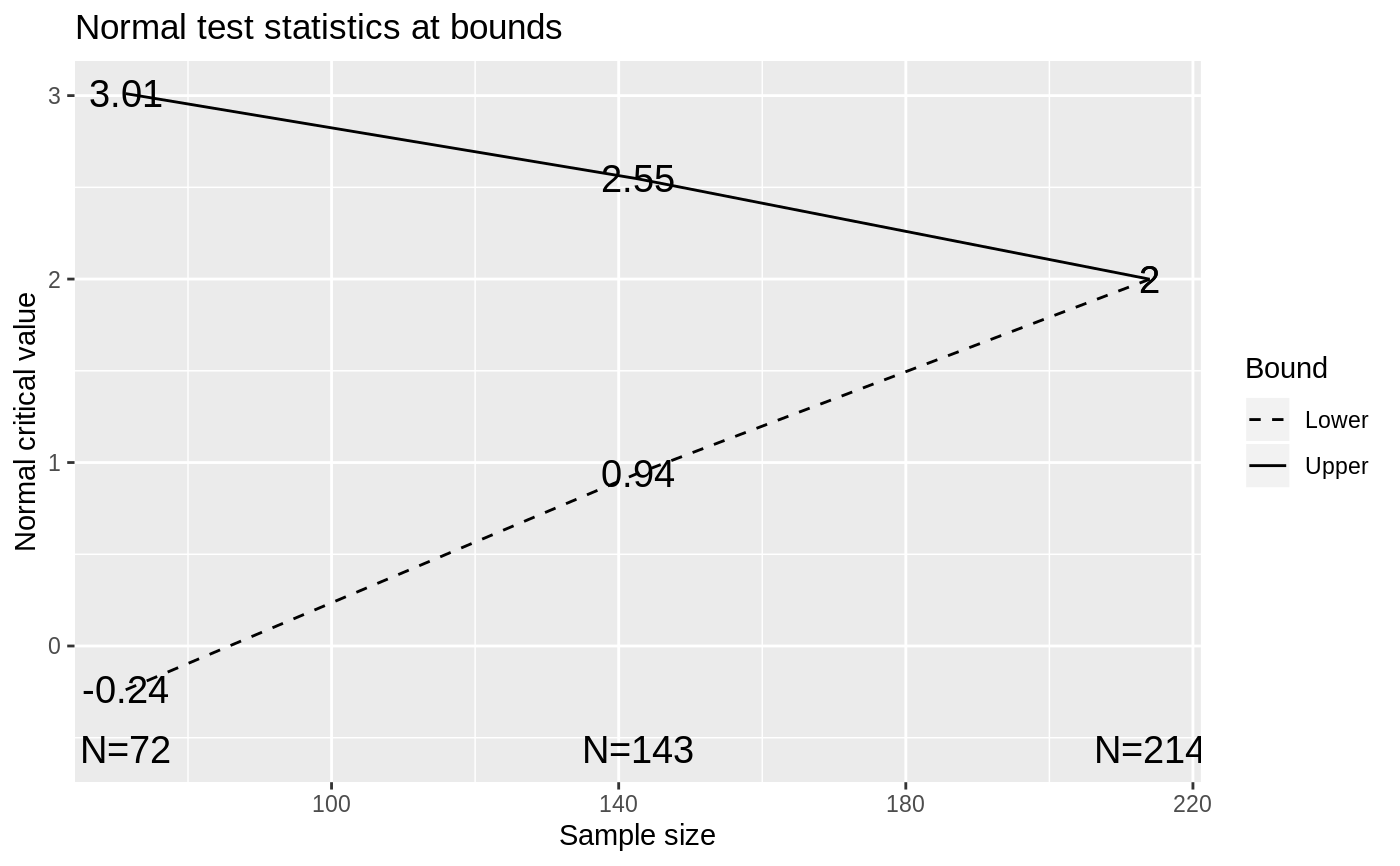 Normal test statistics at bounds
Normal critical value
3
2
1
0
3.01
2.55
2
0.94
-0.24
N=72 N=143 N=214
100 140 180 220
Sample size
Bound
Lower
Upper